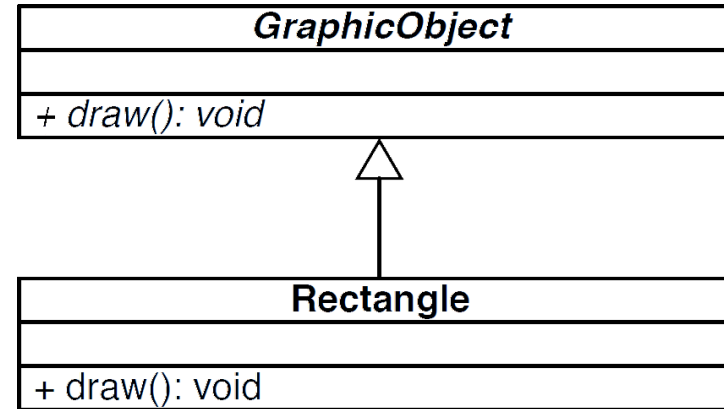 GraphicObject
+ draw(): void
Rectangle
+ draw(): void